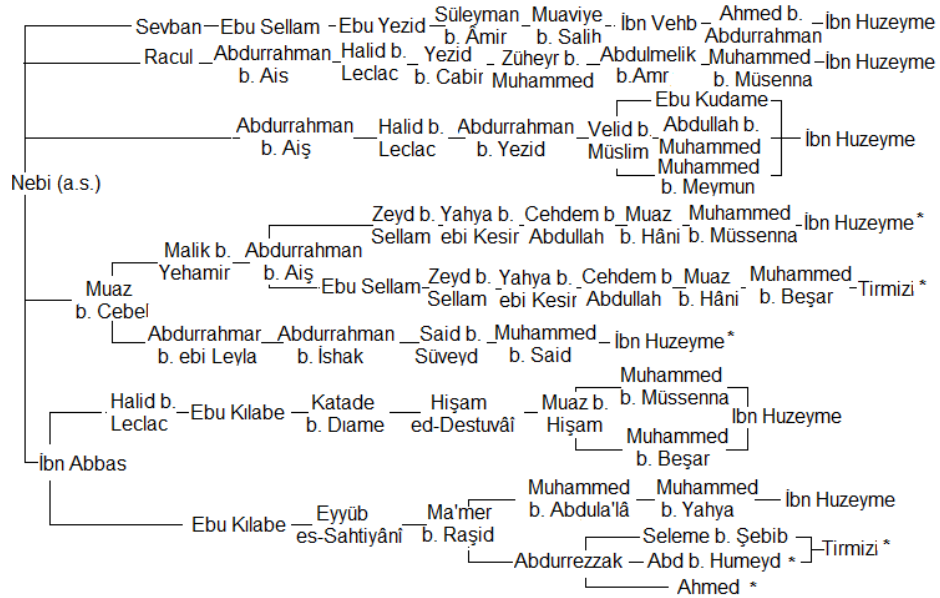 Sevban Ebu Sellam Ebu Yezid Süleyman b. Âmir Muaviye b. Salih İbn Vehb Ahmed b. Abdurrahman İbn Huzeyme
Racul Abdurrahman b. Ais Halid b. Leclac Yezid b. Cabir Züheyr b. Muhammed Abdulmelik b.Amr Muhammed b. Müsenna İbn Huzeyme
Abdurrahman b. Aiş Halid b. Leclac Abdurrahman b. Yezid Velid b. Müslim
Ebu Kudame
Abdullah b. Muhammed
Muhammed b. Meymun
İbn Huzeyme
Nebi (a.s.)
Muaz b. Cebel
Malik b. Yehamir Abdurrahman b. Aiş
Zeyd b. Sellam Yahya b. ebi Kesir Cehdem b Abdullah Muaz b. Hâni Muhammed b. Müssenna İbn Huzeyme *
Ebu Sellam Zeyd b. Sellam Yahya b. ebi Kesir Cehdem b Abdullah Muaz b. Hâni Muhammed b. Beşar Tirmizi *
Abdurrahmar b. ebi Leyla Abdurrahman b. İshak Said b. Süveyd Muhammed b. Said İbn Huzeyme *
İbn Abbas
Halid b. Leclac Ebu Kılabe Katade b. Dıame Hişam ed-Destuvâî Muaz b. Hişam
Muhammed b. Müssenna
Muhammed b. Beşar
İbn Huzeyme
Ebu Kılabe Eyyüb es-Sahtiyânî Ma'mer b. Raşid
Muhammed b. Abdula'lâ Muhammed b. Yahya İbn Huzeyme
Abdurrezzak
Seleme b. Şebib
Abd b. Humeyd *
Tirmizi *
Ahmed *